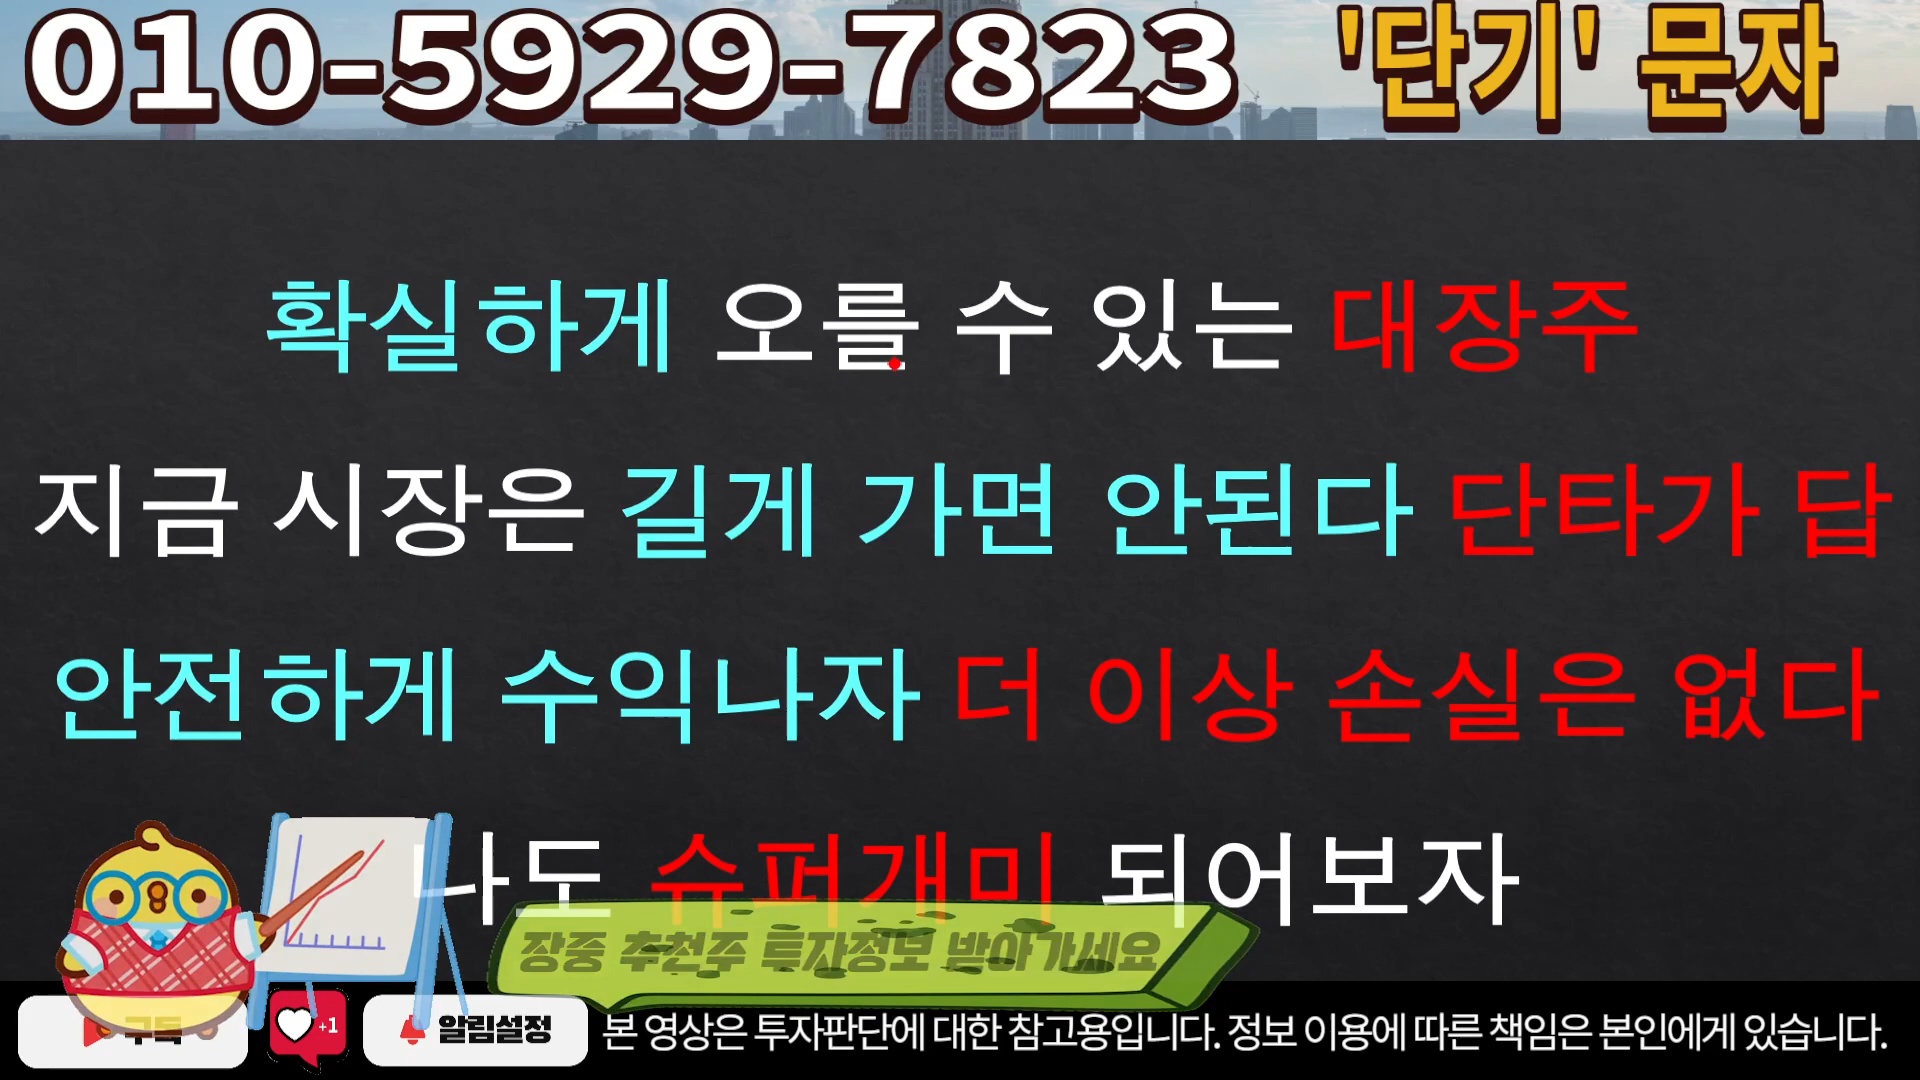 010-5929-7823 '단기' 문자
확실하게 오를 수 있는 대장주
지금 시장은 길게 가면 안된다 단타가 답
안전하게 수익나자 더 이상 손실은 없다
나도 슈퍼개미 되어보자
장중 추천주 투자정보 받아가세요
구독 +1 알림설정 본 영상은 투자판단에 대한 참고용입니다. 정보 이용에 따른 책임은 본인에게 있습니다.